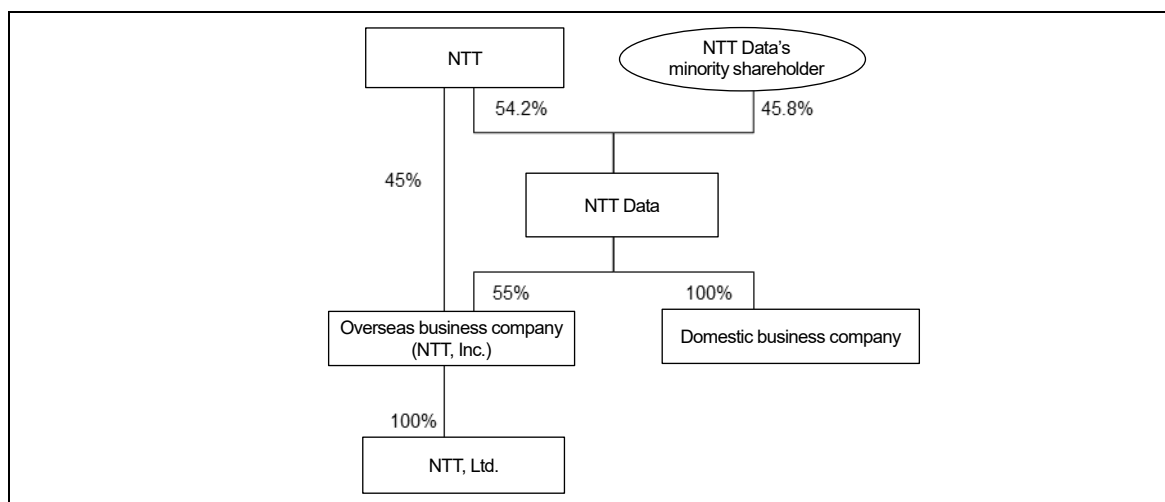 NTT
NTT Data's
minority shareholder
54.2%
45.8%
45%
NTT Data
55%
100%
Overseas business company
(NTT, Inc.)
Domestic business company
100%
NTT, Ltd.